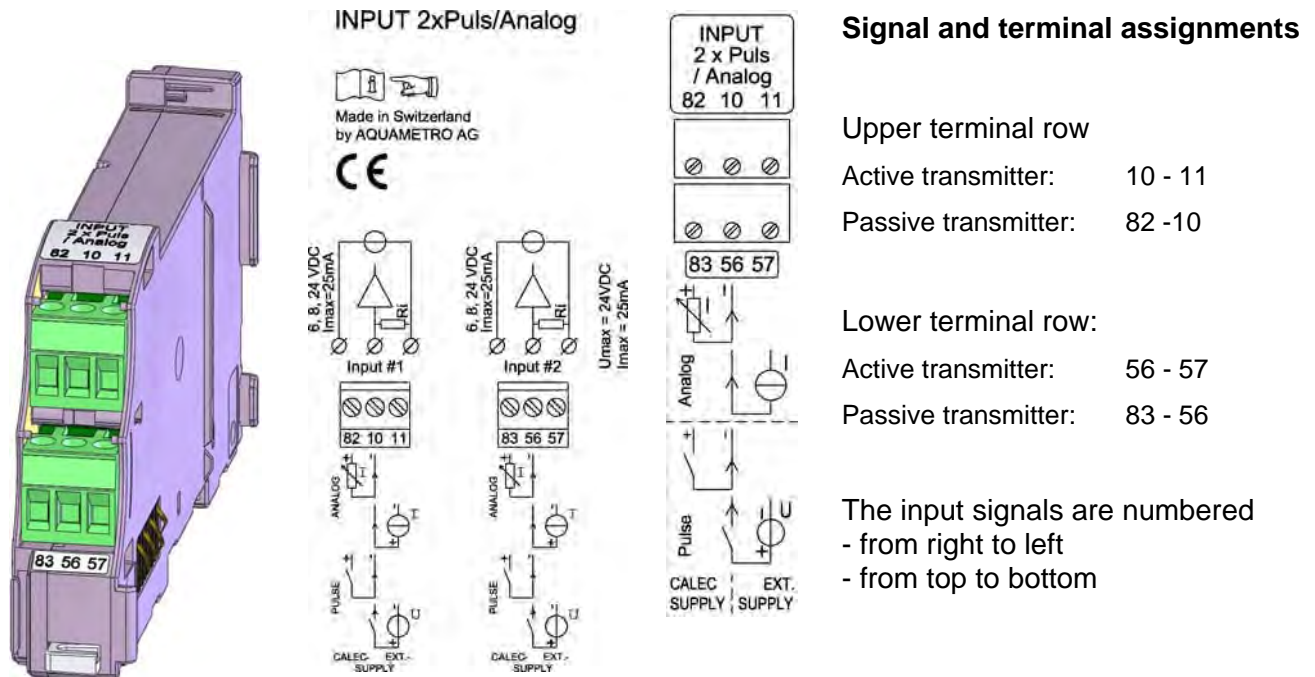 INPUT
2 x Puls
/ Analog
82 10 11
83 56 57
INPUT 2xPuls/Analog
i
Made in Switzerland
by AQUAMETRO AG
CE
6, 8, 24 VDC
Imax=25mA
Ri
Input #1
82 10 11
+ -
ANALOG
I
- I
+
+ -
PULSE
- U
+
CALEC- EXT.-
SUPPLY
6, 8, 24 VDC
Imax=25mA
Ri
Umax = 24VDC
Imax = 25mA
Input #2
83 56 57
+ -
ANALOG
I
- I
+
+ -
PULSE
- U
+
CALEC- EXT.-
SUPPLY
INPUT
2 x Puls
/ Analog
82 10 11
83 56 57
+ -
I
Analog
I
+ -
Pulse
- U
+
CALEC EXT.
SUPPLY SUPPLY
Signal and terminal assignments
Upper terminal row
Active transmitter: 10 - 11
Passive transmitter: 82 -10
Lower terminal row:
Active transmitter: 56 - 57
Passive transmitter: 83 - 56
The input signals are numbered
- from right to left
- from top to bottom